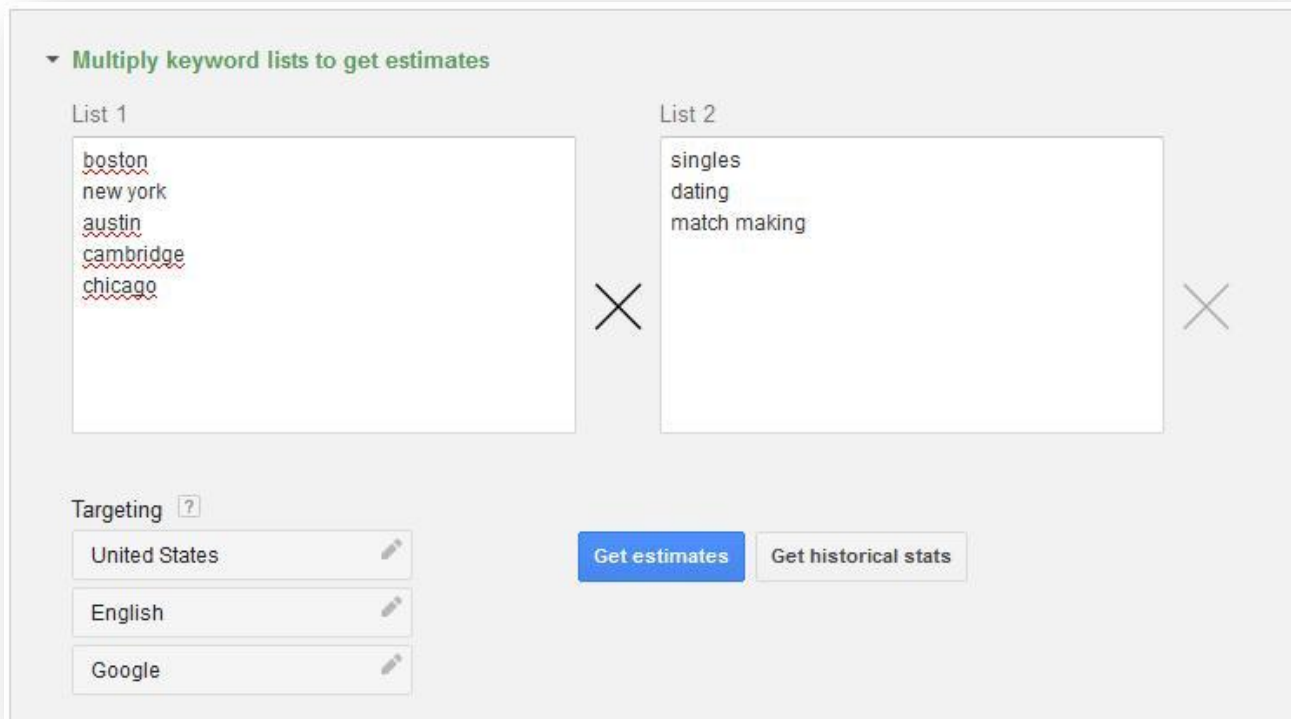 Multiply keyword lists to get estimates
List 1
boston
new york
austin
cambridge
chicago
List 2
singles
dating
match making
Targeting ?
United States
English
Google
Get estimates
Get historical stats